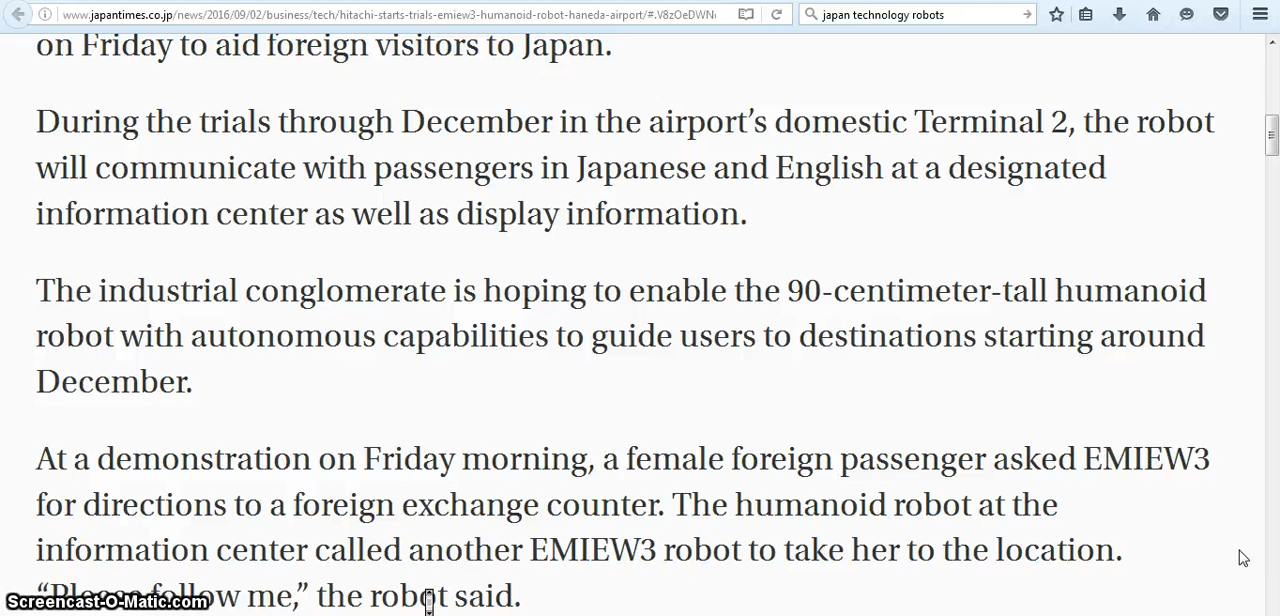 www.japantimes.co.jp/news/2016/09/02/business/tech/hitachi-starts-trials-emiew3-humanoid-robot-haneda-airport/#.V8zOeDWN
japan technology robots
on Friday to aid foreign visitors to Japan.
During the trials through December in the airport’s domestic Terminal 2, the robot
will communicate with passengers in Japanese and English at a designated
information center as well as display information.
The industrial conglomerate is hoping to enable the 90-centimeter-tall humanoid
robot with autonomous capabilities to guide users to destinations starting around
December.
At a demonstration on Friday morning, a female foreign passenger asked EMIEW3
for directions to a foreign exchange counter. The humanoid robot at the
information center called another EMIEW3 robot to take her to the location.
“Please follow me,” the robot said.
Screencast-O-Matic.com